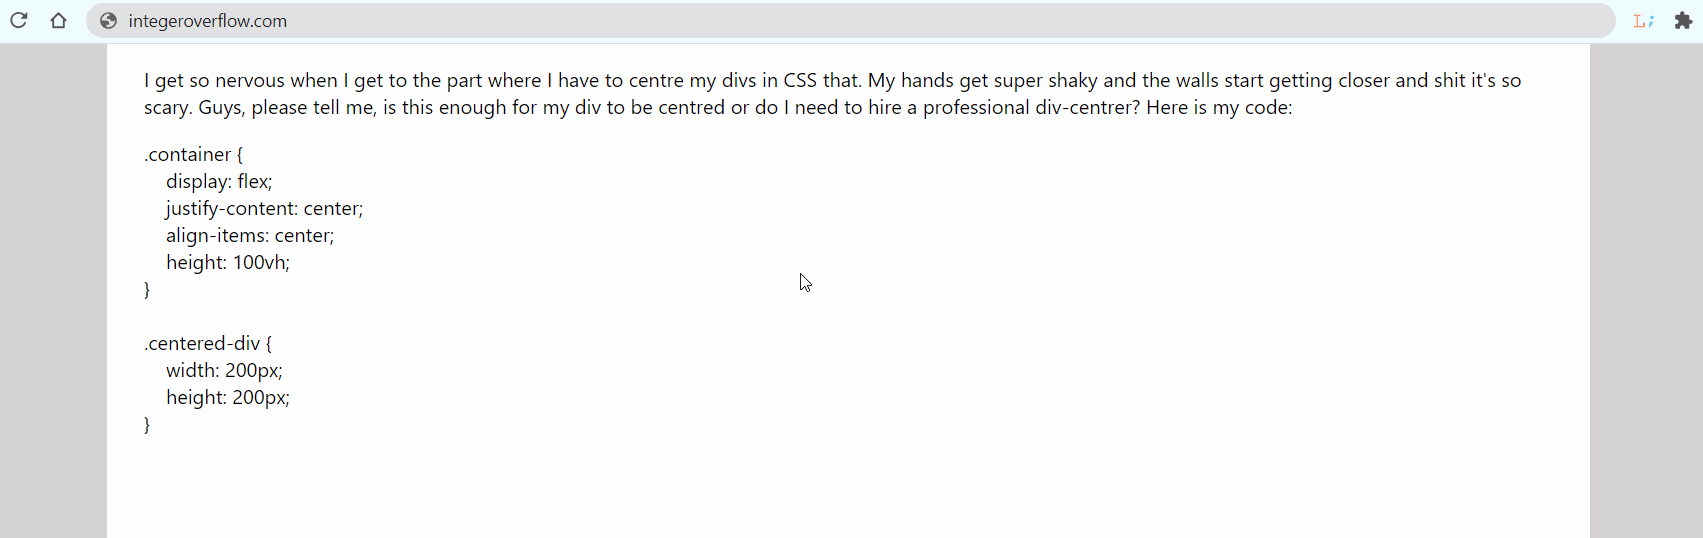 integeroverflow.com
L;
I get so nervous when I get to the part where I have to centre my divs in CSS that. My hands get super shaky and the walls start getting closer and shit it's so
scary. Guys, please tell me, is this enough for my div to be centred or do I need to hire a professional div-centrer? Here is my code:
.container {
display: flex;
justify-content: center;
align-items: center;
height: 100vh;
}
.centered-div {
width: 200px;
height: 200px;
}